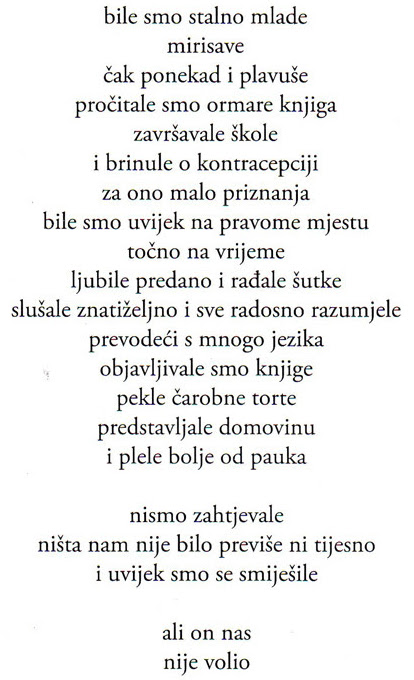 bile smo stalno mlade
mirisave
čak ponekad i plavuše
pročitale smo ormare knjiga
završavale škole
i brinule o kontracepciji
za ono malo priznanja
bile smo uvijek na pravome mjestu
točno na vrijeme
ljubile predano i rađale šutke
slušale znatiželjno i sve radosno razumjele
prevodeći s mnogo jezika
objavljivale smo knjige
pekle čarobne torte
predstavljale domovinu
i plele bolje od pauka

nismo zahtjevale
ništa nam nije bilo previše ni tijesno
i uvijek smo se smiješile

ali on nas
nije volio